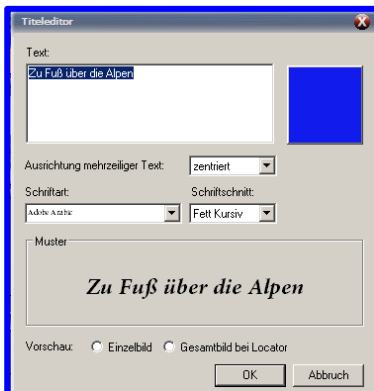 Titeleditor
Text:
Zu Fuß über die Alpen
Ausrichtung mehrzeiliger Text: zentriert
Schriftart: Schriftschnitt:
Adobe Arabic Fett Kursiv
Muster
Zu Fuß über die Alpen
Vorschau: Einzelbild Gesamtbild bei Locator
OK Abbruch